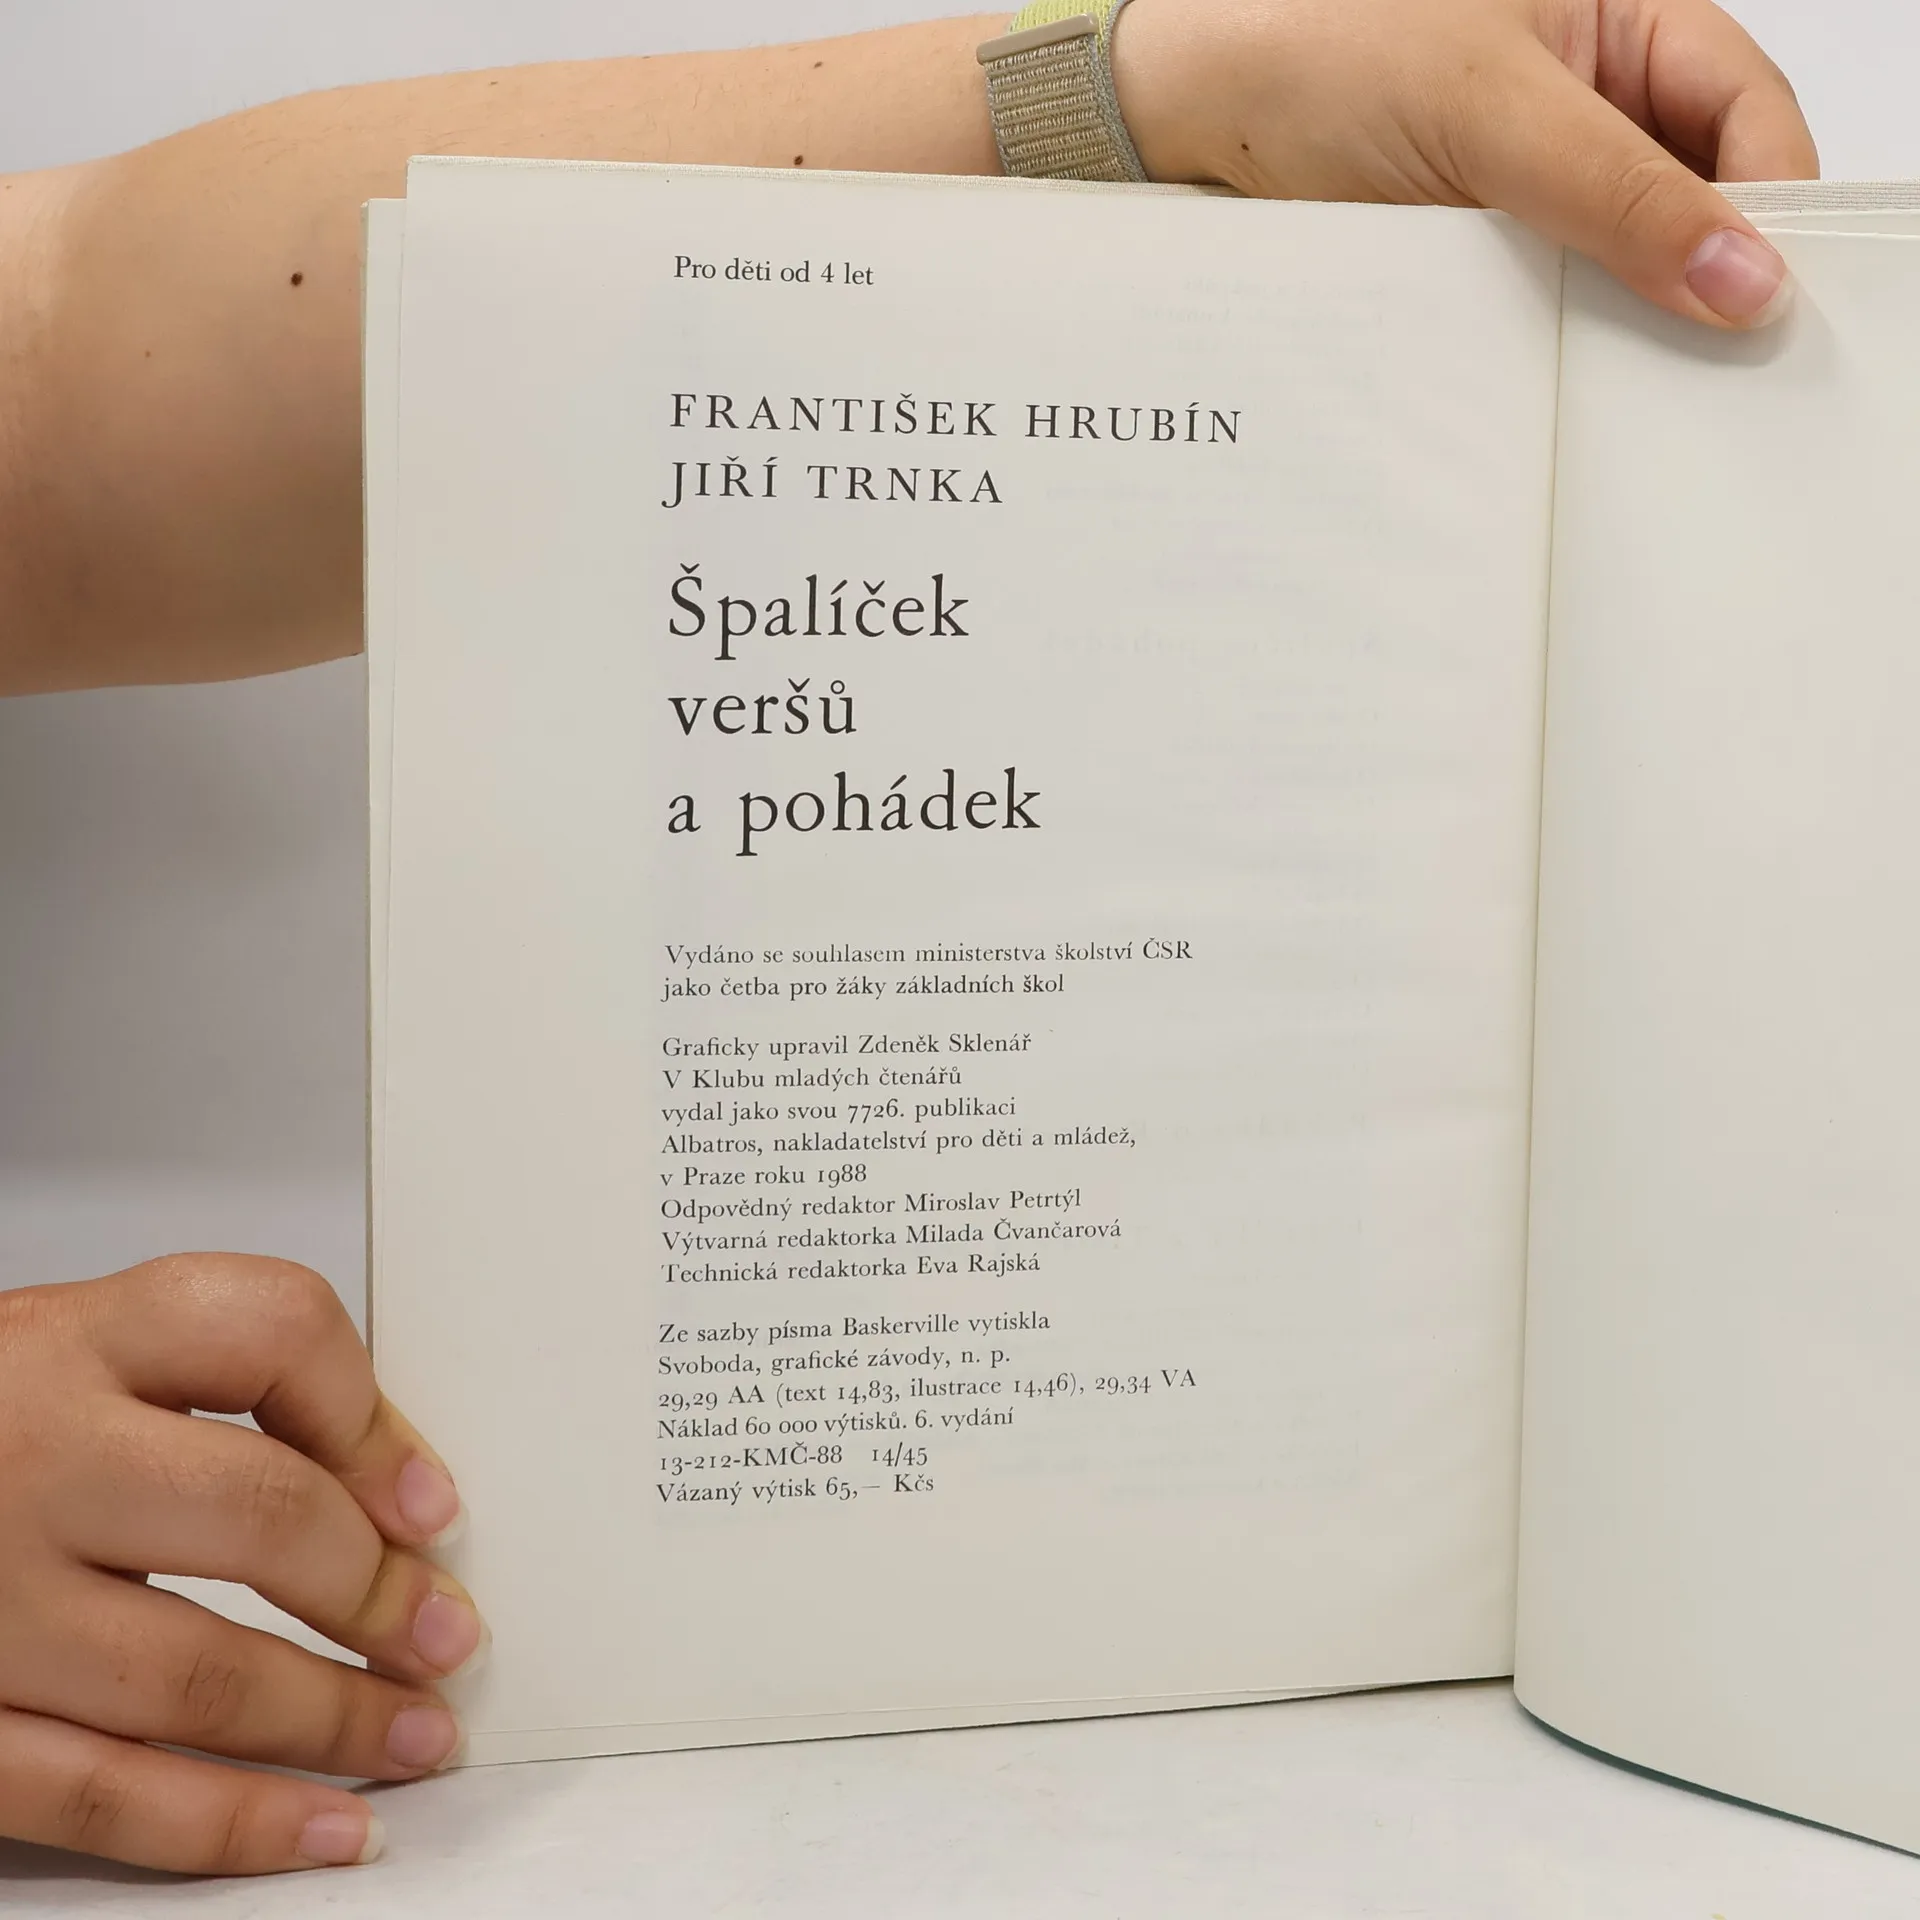 Pro děti od 4 let
FRANTIŠEK HRUBÍN
JIŘÍ TRNKA
Špalíček
veršů
a pohádek
Vydáno se souhlasem ministerstva školství ČSR
jako četba pro žáky základních škol
Graficky upravil Zdeněk Sklenář
V Klubu mladých čtenářů
vydal jako svou 7726. publikaci
Albatros, nakladatelství pro děti a mládež,
v Praze roku 1988
Odpovědný redaktor Miroslav Petrtýl
Výtvarná redaktorka Milada Čvančarová
Technická redaktorka Eva Rajská
Ze sazby písma Baskerville vytiskla
Svoboda, grafické závody, n. p.
29,29 AA (text 14,83, ilustrace 14,46), 29,34 VA
Náklad 60 000 výtisků. 6. vydání
13-212-KMČ-88 14/45
Vázaný výtisk 65,— Kčs